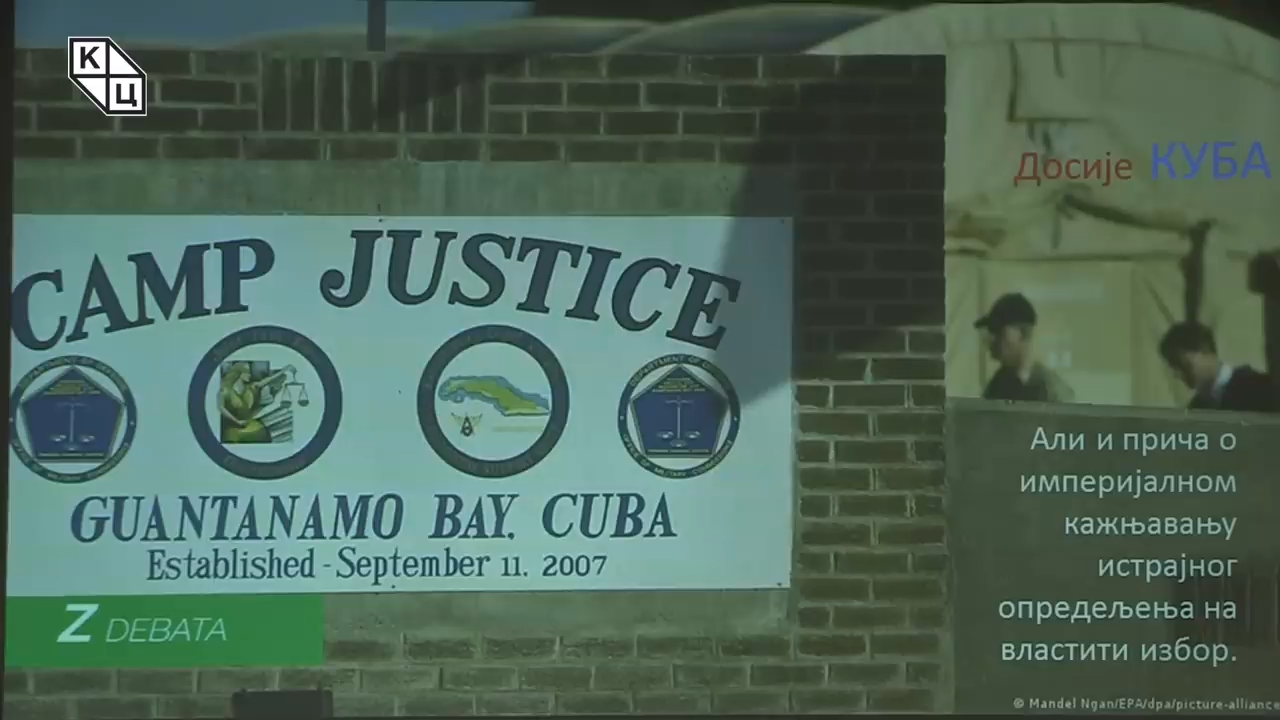 К
Ц
CAMP JUSTICE
GUANTANAMO BAY, CUBA
Established - September 11, 2007
Z DEBATA
Досије КУБА
Али и прича о
империјалном
кажњавању
истрајног
опредељења на
властити избор.
© Mandel Ngan/EPA/dpa/picture-alliance